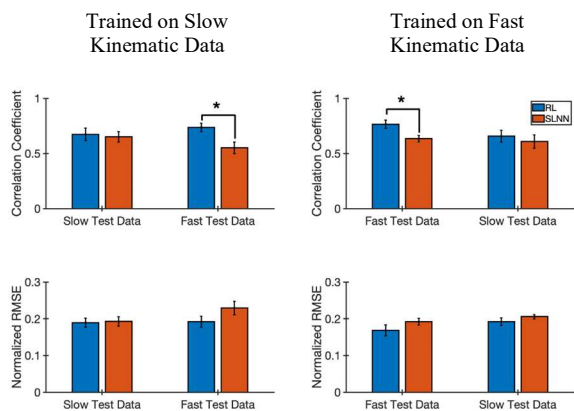 Trained on Slow
Kinematic Data
Trained on Fast
Kinematic Data
Correlation Coefficient
1
0.5
0
*
Slow Test Data
Fast Test Data
Correlation Coefficient
1
0.5
0
*
RL
SLNN
Fast Test Data
Slow Test Data
Normalized RMSE
0.3
0.2
0.1
0
Slow Test Data
Fast Test Data
Normalized RMSE
0.3
0.2
0.1
0
Fast Test Data
Slow Test Data